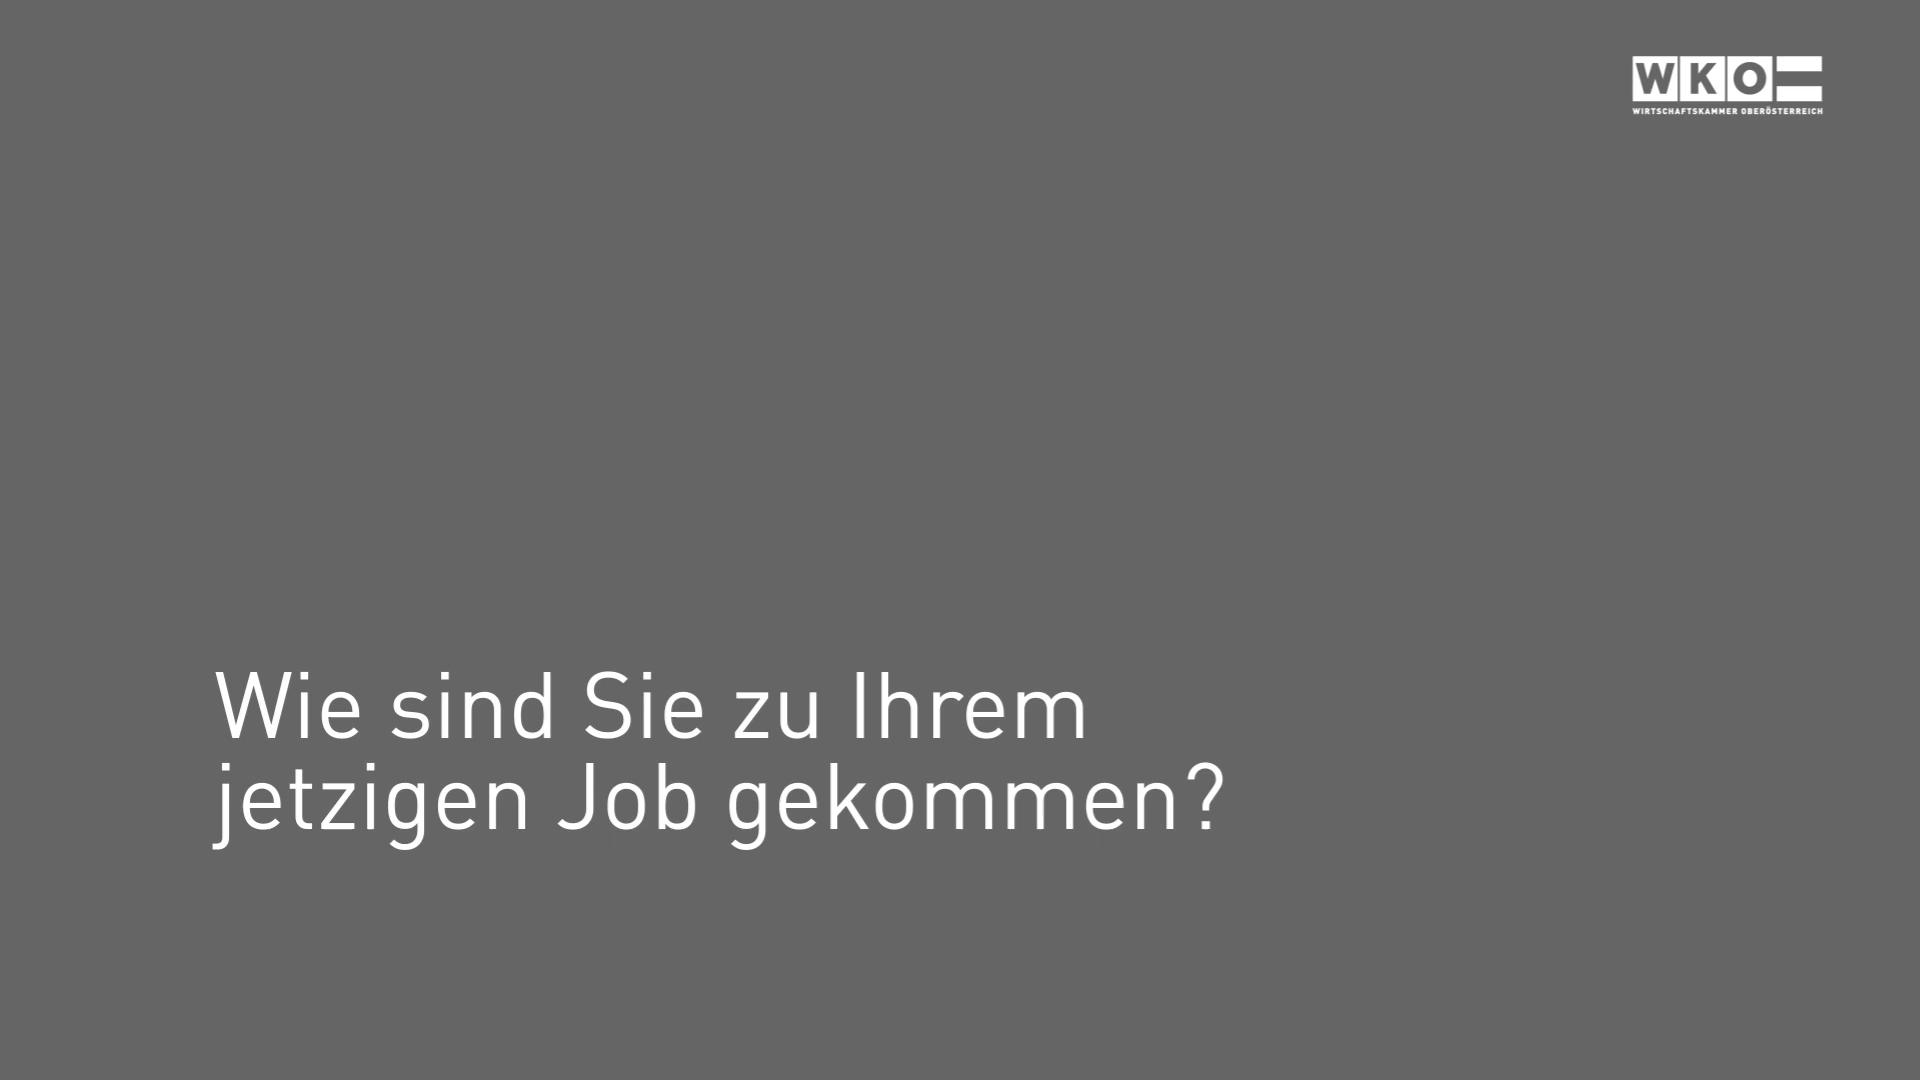 WKO
WIRTSCHAFTSKAMMER OBERÖSTERREICH
Wie sind Sie zu Ihrem
jetzigen Job gekommen?